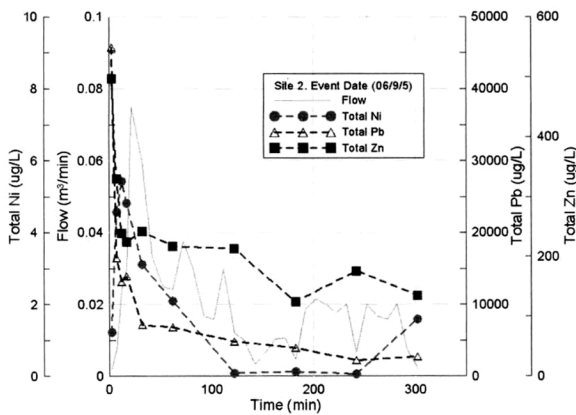 10
8
6
4
2
0
Total Ni (ug/L)
0.1
0.08
0.06
0.04
0.02
0
Flow (m³/min)
Site 2. Event Date (06/9/5)
Flow
Total Ni
Total Pb
Total Zn
50000
40000
30000
20000
10000
0
Total Pb (ug/L)
600
400
200
0
Total Zn (ug/L)
0
100
200
300
Time (min)